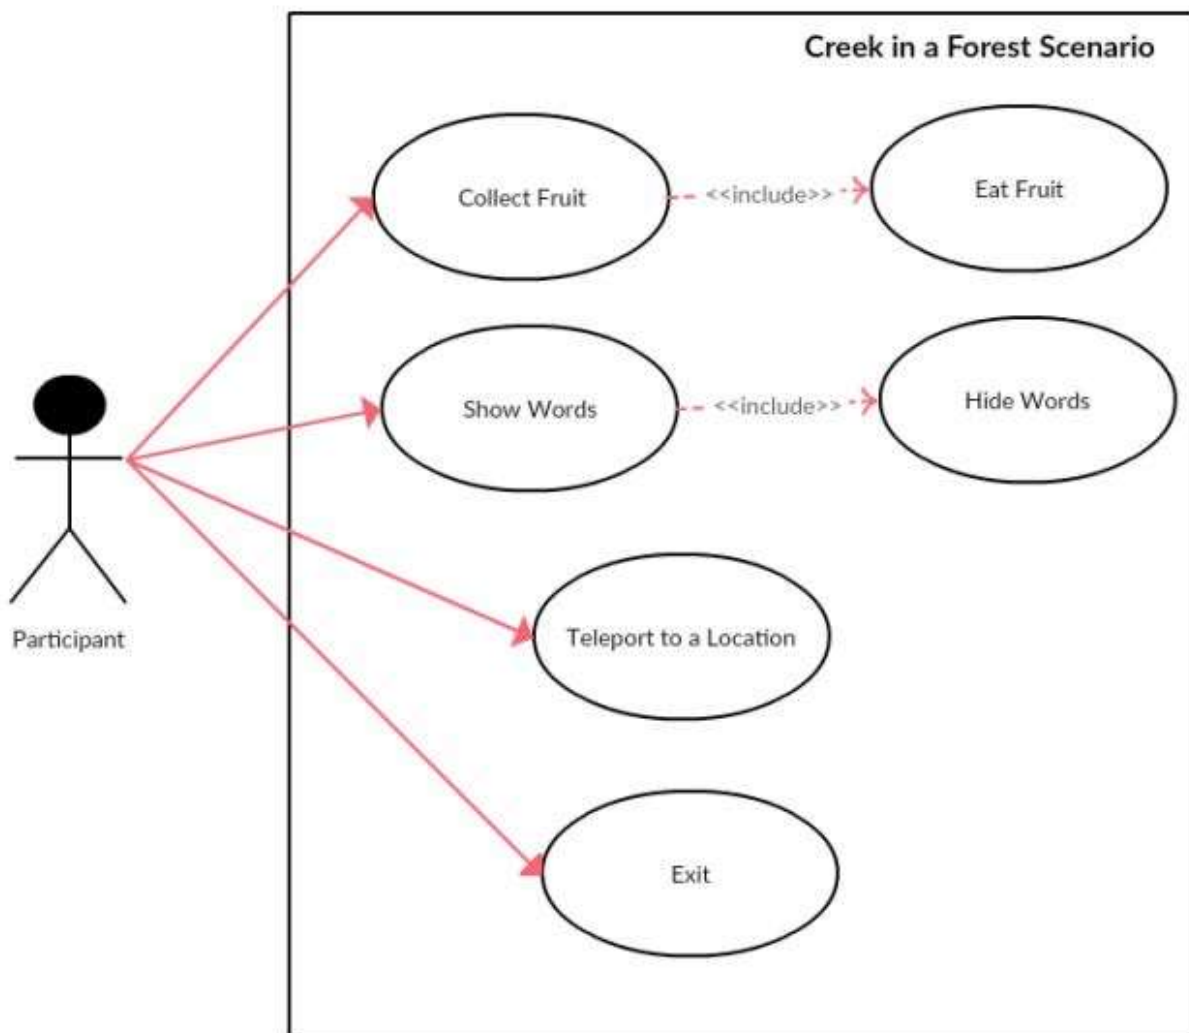 Creek in a Forest Scenario
Collect Fruit
<<include>>
Eat Fruit
Show Words
<<include>>
Hide Words
Participant
Teleport to a Location
Exit